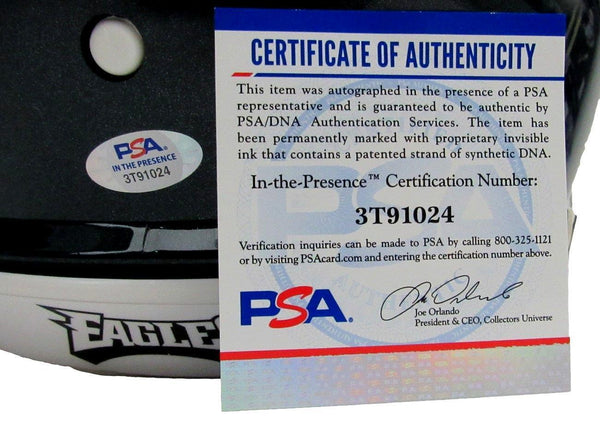 PSA
IN THE PRESENCE
3T91024
EAGLES
CERTIFICATE OF AUTHENTICITY
This item was autographed in the presence of a PSA
representative and is guaranteed to be authentic by
PSA/DNA Authentication Services. The item has
been permanently marked with proprietary invisible
ink that contains a patented strand of synthetic DNA.
In-the-Presence™ Certification Number:
3T91024
Verification inquiries can be made to PSA by calling 800-325-1121
or by visiting PSAcard.com and entering the certification number above.
PSA.
Joe Orlando
President & CEO, Collectors Universe